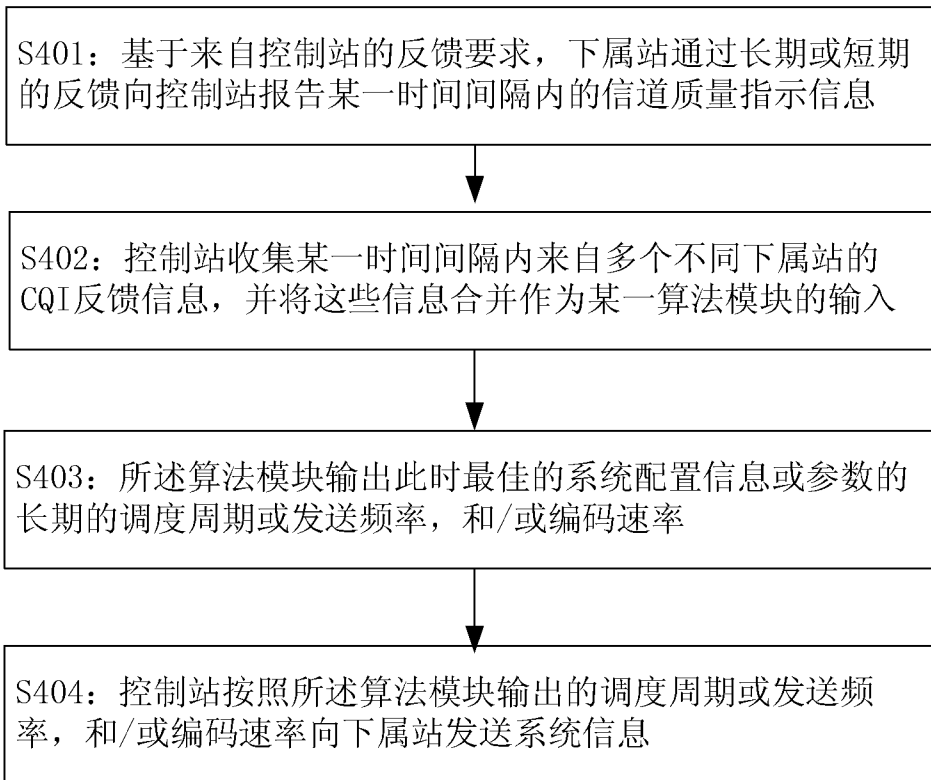 S401：基于来自控制站的反馈要求，下属站通过长期或短期
的反馈向控制站报告某一时间间隔内的信道质量指示信息
S402：控制站收集某一时间间隔内来自多个不同下属站的
CQI反馈信息，并将这些信息合并作为某一算法模块的输入
S403：所述算法模块输出此时最佳的系统配置信息或参数的
长期的调度周期或发送频率，和/或编码速率
S404：控制站按照所述算法模块输出的调度周期或发送频
率，和/或编码速率向下属站发送系统信息